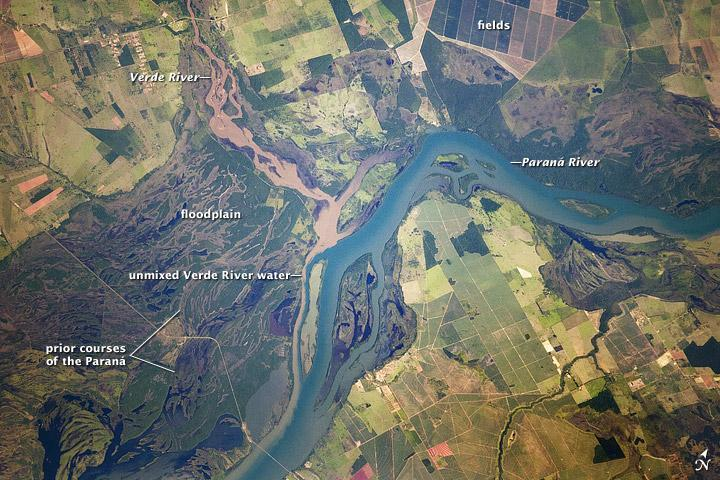 fields
Verde River
Paraná River
floodplain
unmixed Verde River water
prior courses
of the Paraná
N